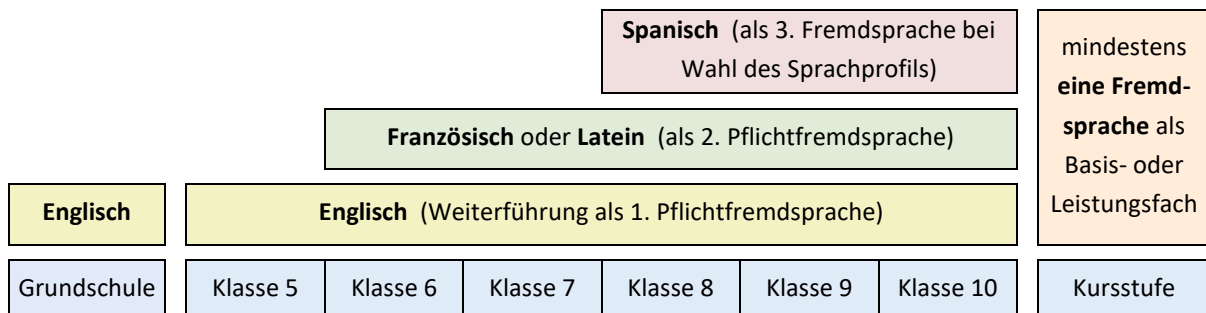 Spanisch (als 3. Fremdsprache bei
Wahl des Sprachprofils)
mindestens
eine Fremd-
sprache als
Basis- oder
Leistungsfach
Französisch oder Latein (als 2. Pflichtfremdsprache)
Englisch
Englisch (Weiterführung als 1. Pflichtfremdsprache)
Grundschule
Klasse 5
Klasse 6
Klasse 7
Klasse 8
Klasse 9
Klasse 10
Kursstufe